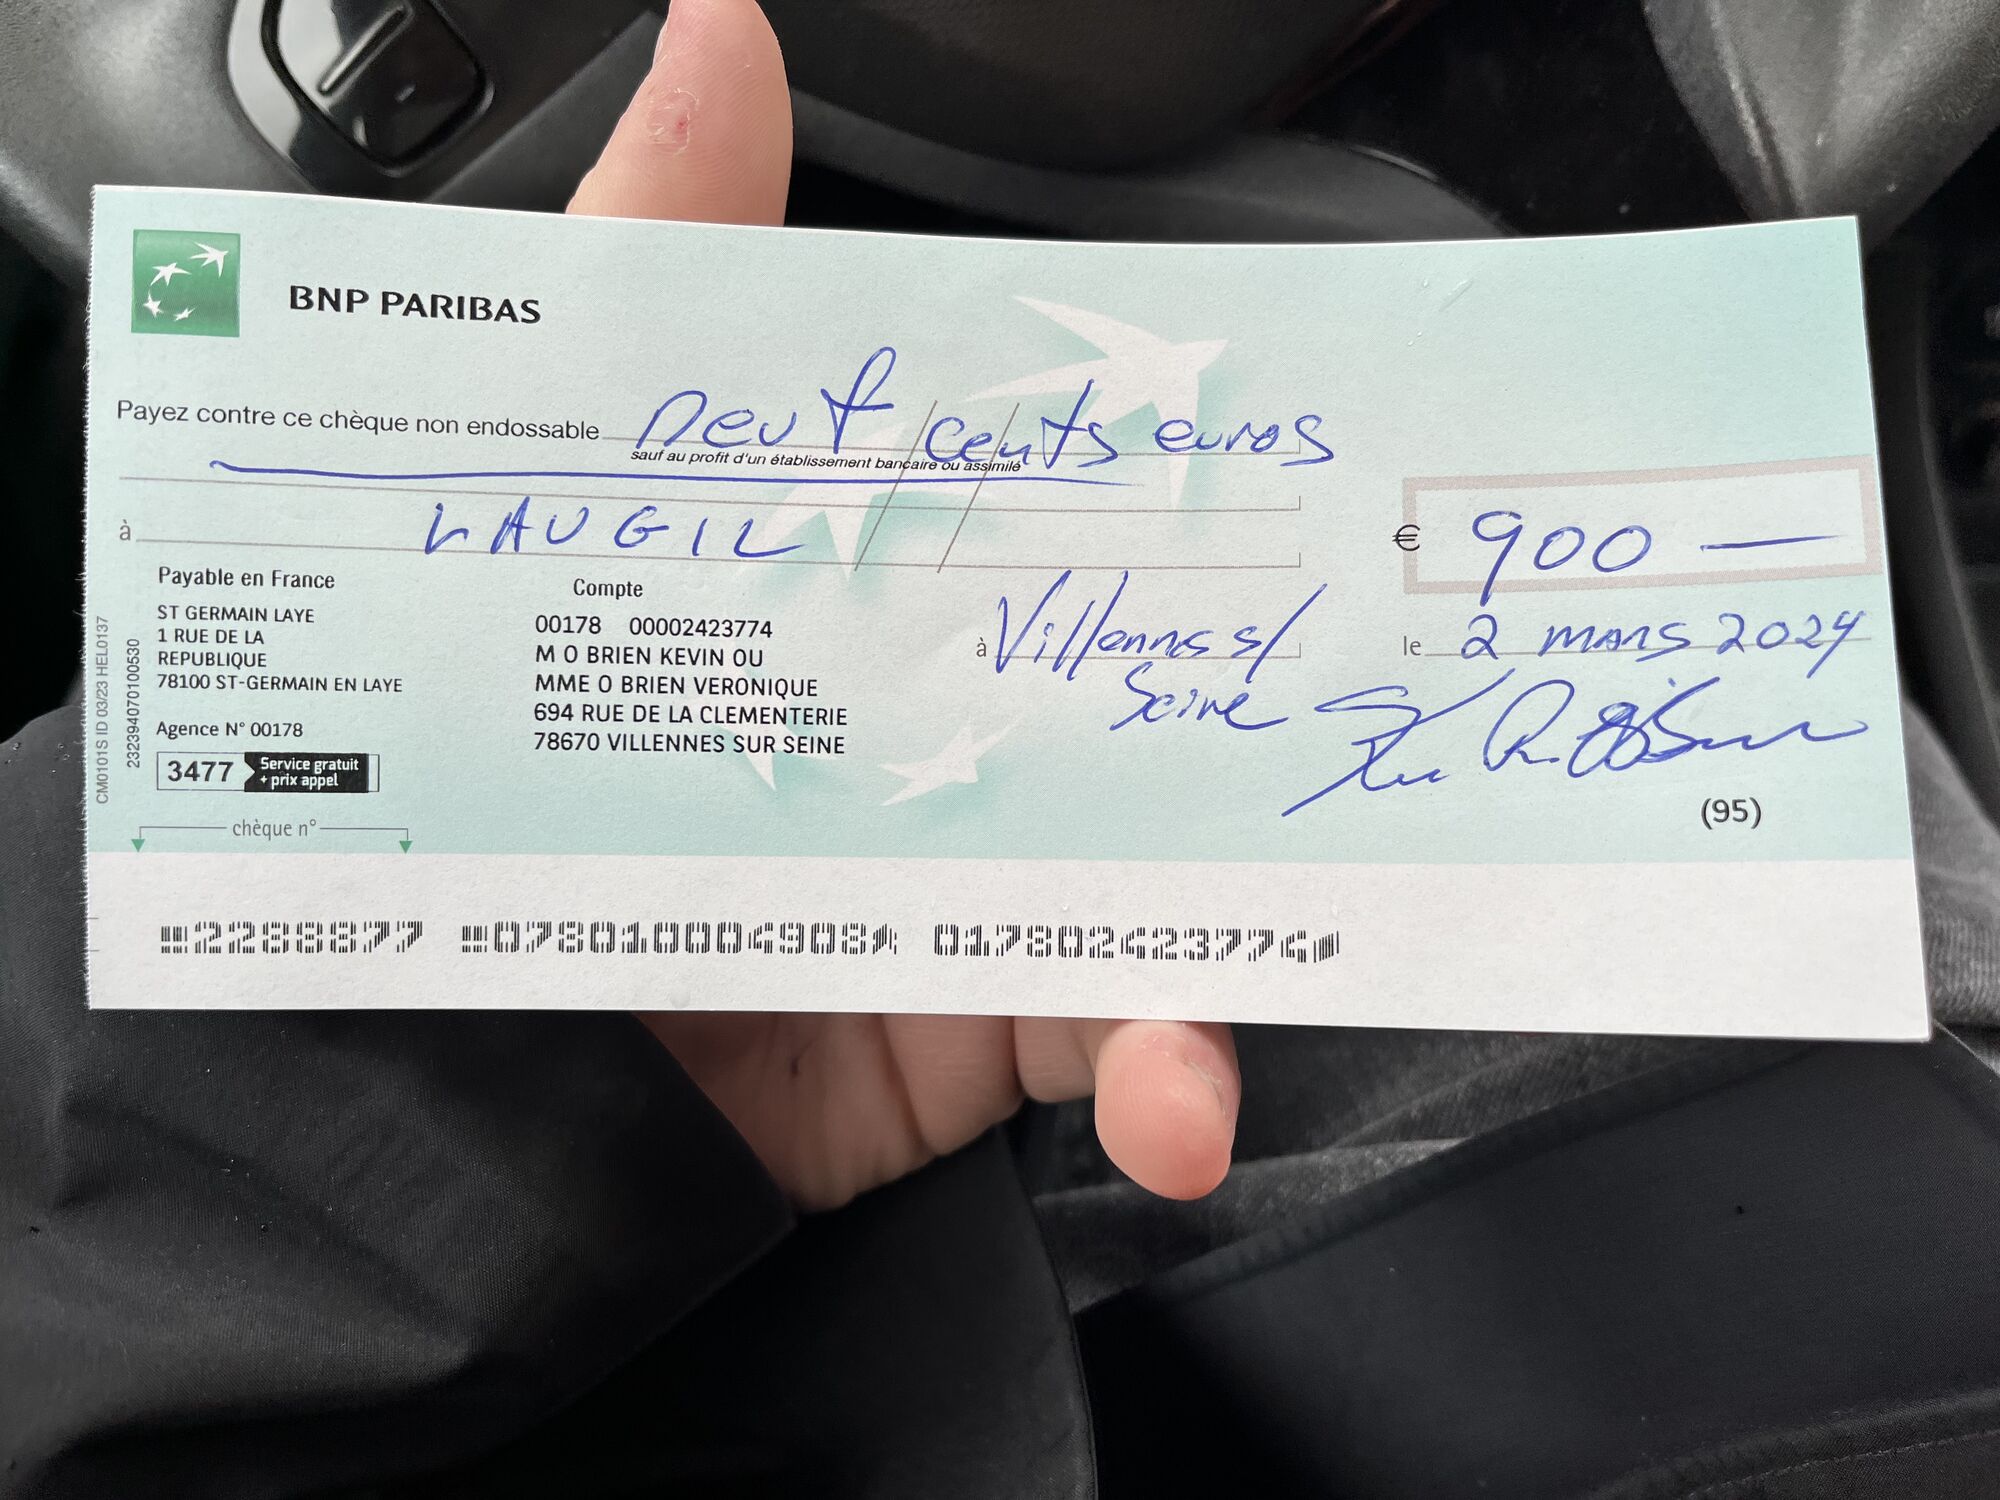 BNP PARIBAS
Payez contre ce chèque non endossable neuf cents euros
sauf au profit d'un établissement bancaire ou assimilé
à LAUGIL
€ 900 —
Payable en France
ST GERMAIN LAYE
1 RUE DE LA
REPUBLIQUE
78100 ST-GERMAIN EN LAYE
Agence N° 00178
3477 Service gratuit
+ prix appel
Compte
00178 00002423774
M O BRIEN KEVIN OU
MME O BRIEN VERONIQUE
694 RUE DE LA CLEMENTERIE
78670 VILLENNES SUR SEINE
à Villennes s/
Seine
le 2 mars 2024
(95)
CM0101S ID 03/23 HEL0137
2323940701 00530
chèque n°
2288877 078010004908 017802423774